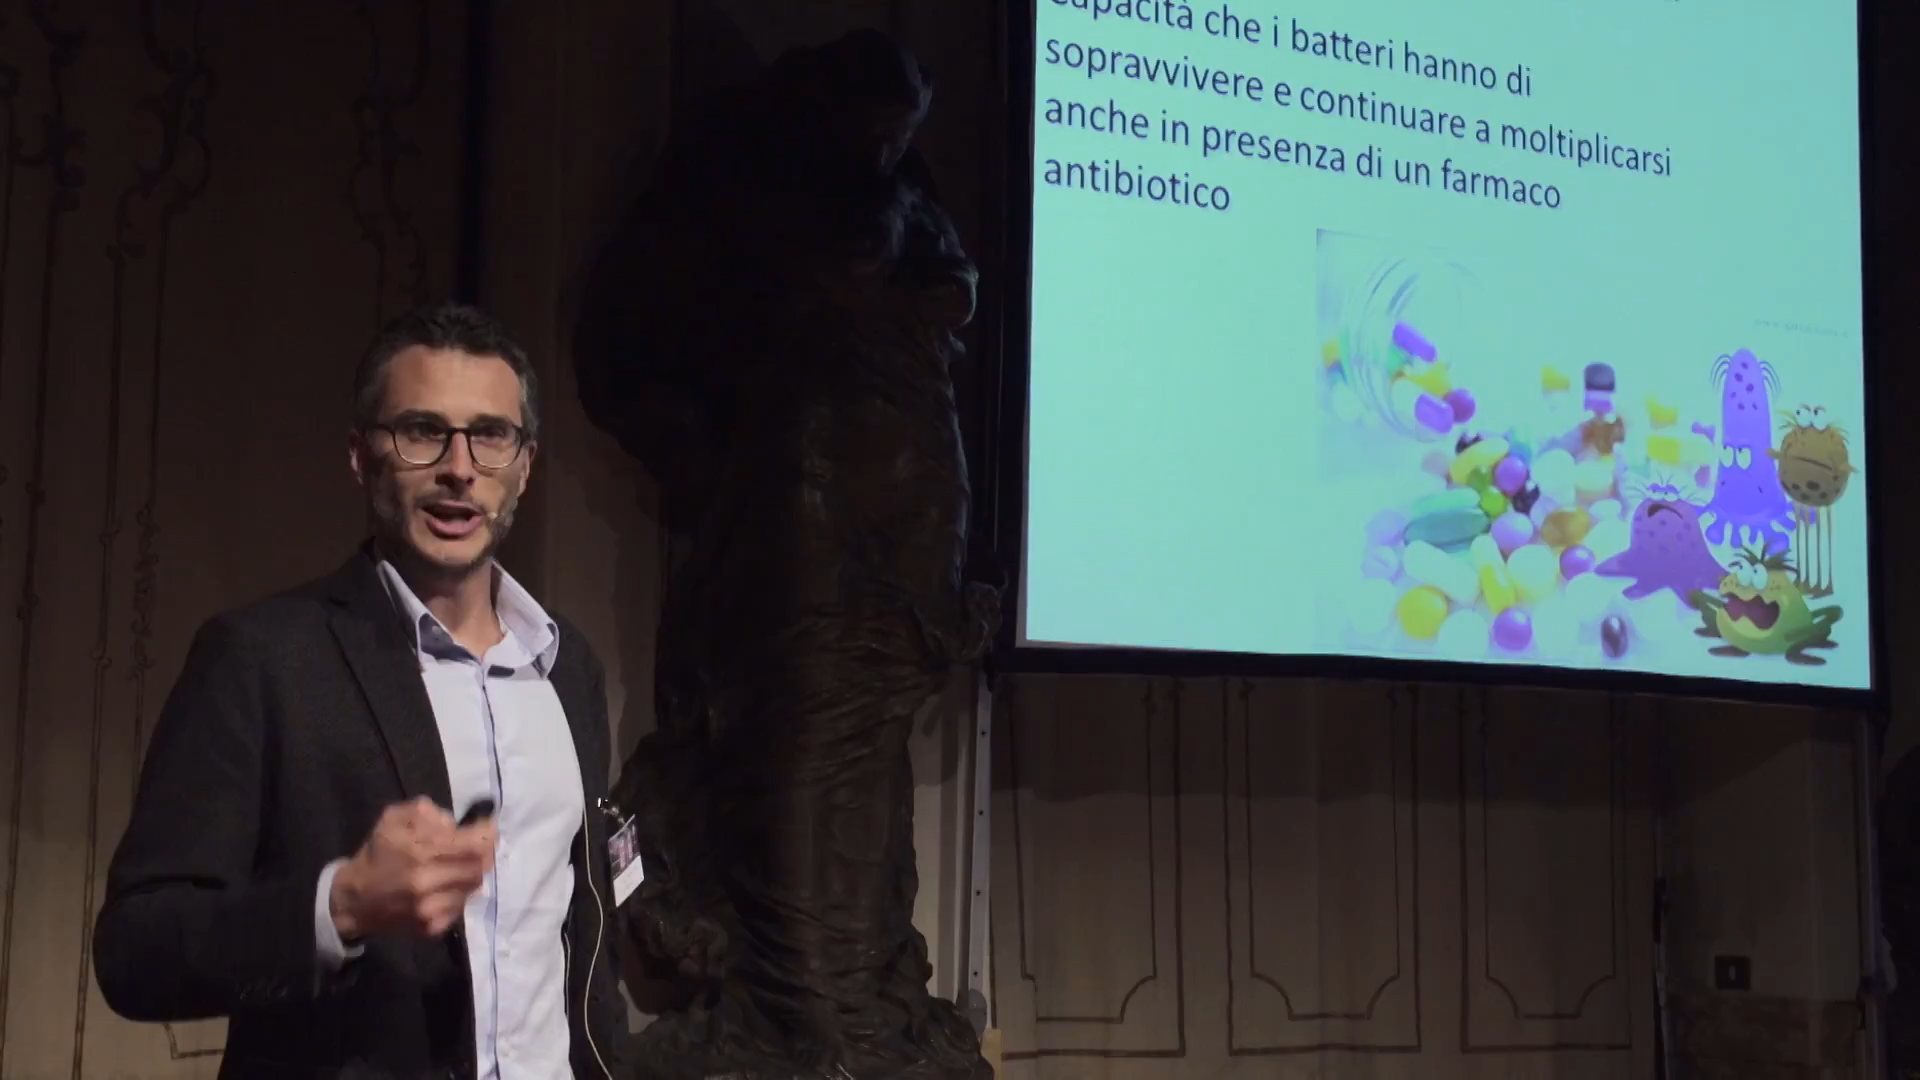 capacità che i batteri hanno di
sopravvivere e continuare a moltiplicarsi
anche in presenza di un farmaco
antibiotico